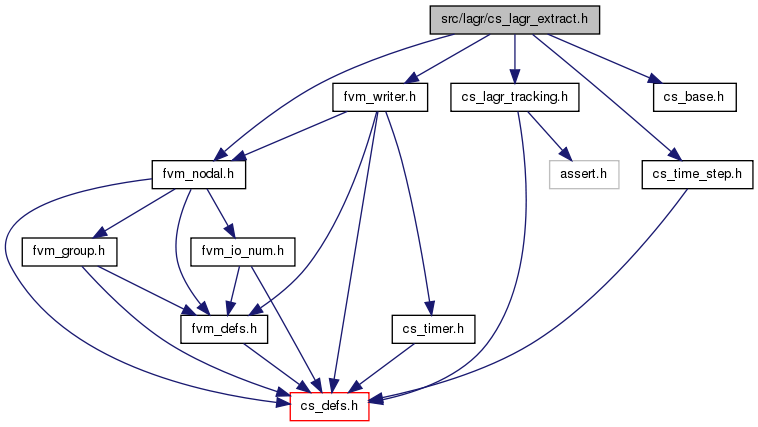 src/lagr/cs_lagr_extract.h
fvm_writer.h
cs_lagr_tracking.h
cs_base.h
fvm_nodal.h
assert.h
cs_time_step.h
fvm_group.h
fvm_io_num.h
fvm_defs.h
cs_timer.h
cs_defs.h